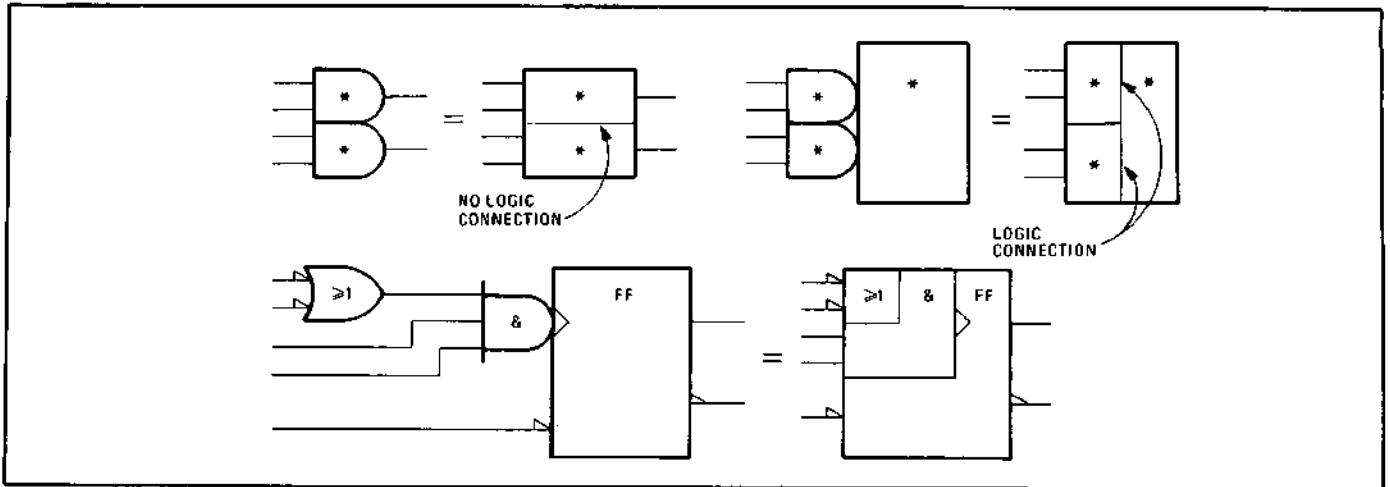 *
*
=
*
*
NO LOGIC
CONNECTION
*
*
*
=
*
*
*
LOGIC
CONNECTION
≥1
&
FF
=
≥1
&
FF